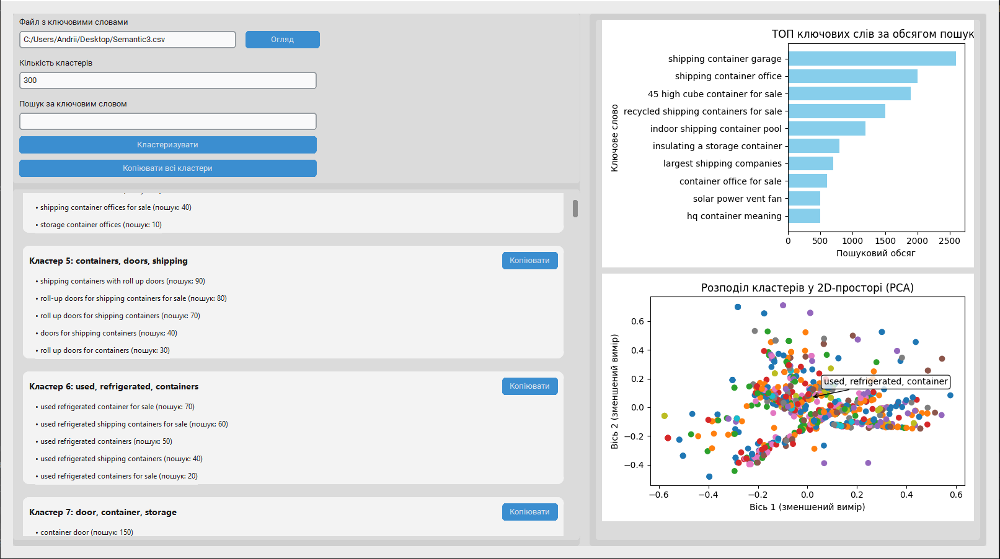 Файл з ключовими словами
C:/Users/Andrii/Desktop/Semantic3.csv
Огляд
Кількість кластерів
300
Пошук за ключовим словом
Кластеризувати
Копіювати всі кластери
• shipping container offices for sale (пошук: 40)
• storage container offices (пошук: 10)
Кластер 5: containers, doors, shipping
Копіювати
• shipping containers with roll up doors (пошук: 90)
• roll-up doors for shipping containers for sale (пошук: 80)
• roll up doors for shipping containers (пошук: 70)
• doors for shipping containers (пошук: 40)
• roll up doors for containers (пошук: 30)
Кластер 6: used, refrigerated, containers
Копіювати
• used refrigerated container for sale (пошук: 70)
• used refrigerated shipping containers for sale (пошук: 60)
• used refrigerated containers (пошук: 50)
• used refrigerated shipping containers (пошук: 40)
• used refrigerated containers for sale (пошук: 20)
Кластер 7: door, container, storage
Копіювати
• container door (пошук: 150)
ТОП ключових слів за обсягом пошук
Ключове слово
shipping container garage
shipping container office
45 high cube container for sale
recycled shipping containers for sale
indoor shipping container pool
insulating a storage container
largest shipping companies
container office for sale
solar power vent fan
hq container meaning
0 500 1000 1500 2000 2500
Пошуковий обсяг
Розподіл кластерів у 2D-просторі (PCA)
Вісь 2 (зменшений вимір)
0.6
0.4
0.2
0.0
−0.2
−0.4
used, refrigerated, container
−0.6 −0.4 −0.2 0.0 0.2 0.4 0.6
Вісь 1 (зменшений вимір)